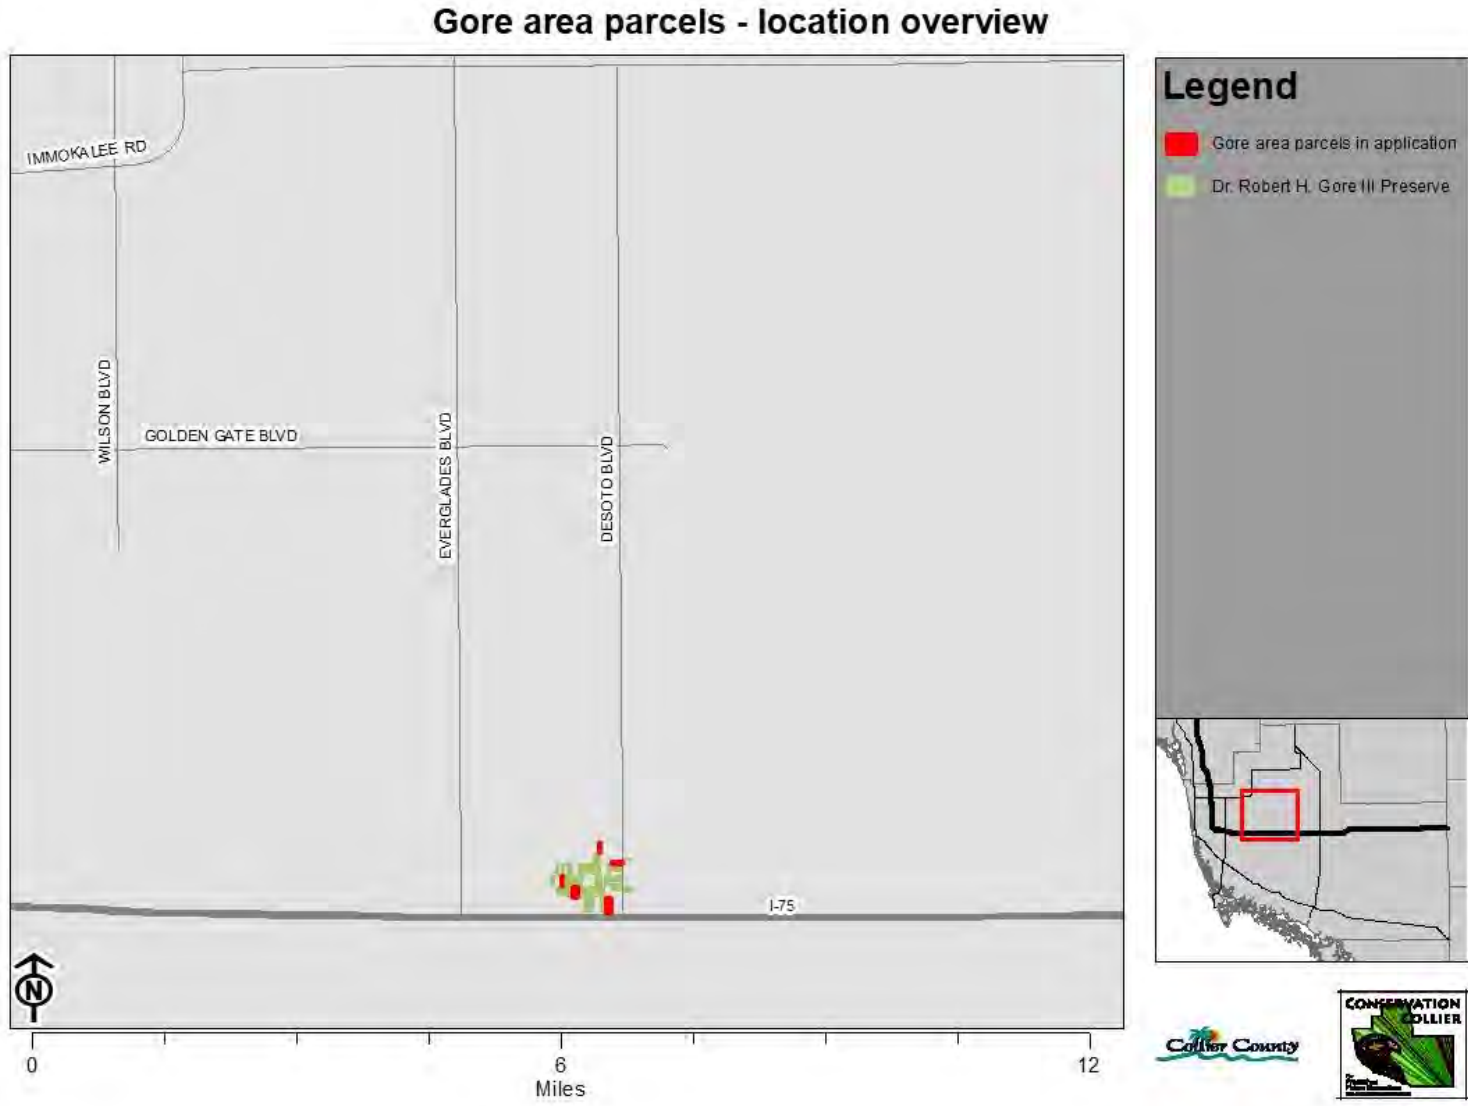 Gore area parcels - location overview
IMMOKALEE RD
WILSON BLVD
GOLDEN GATE BLVD
EVERGLADES BLVD
DESOTO BLVD
I-75
N
0
6
12
Miles
Legend
Gore area parcels in application
Dr. Robert H. Gore III Preserve
Collier County
CONSERVATION
COLLIER